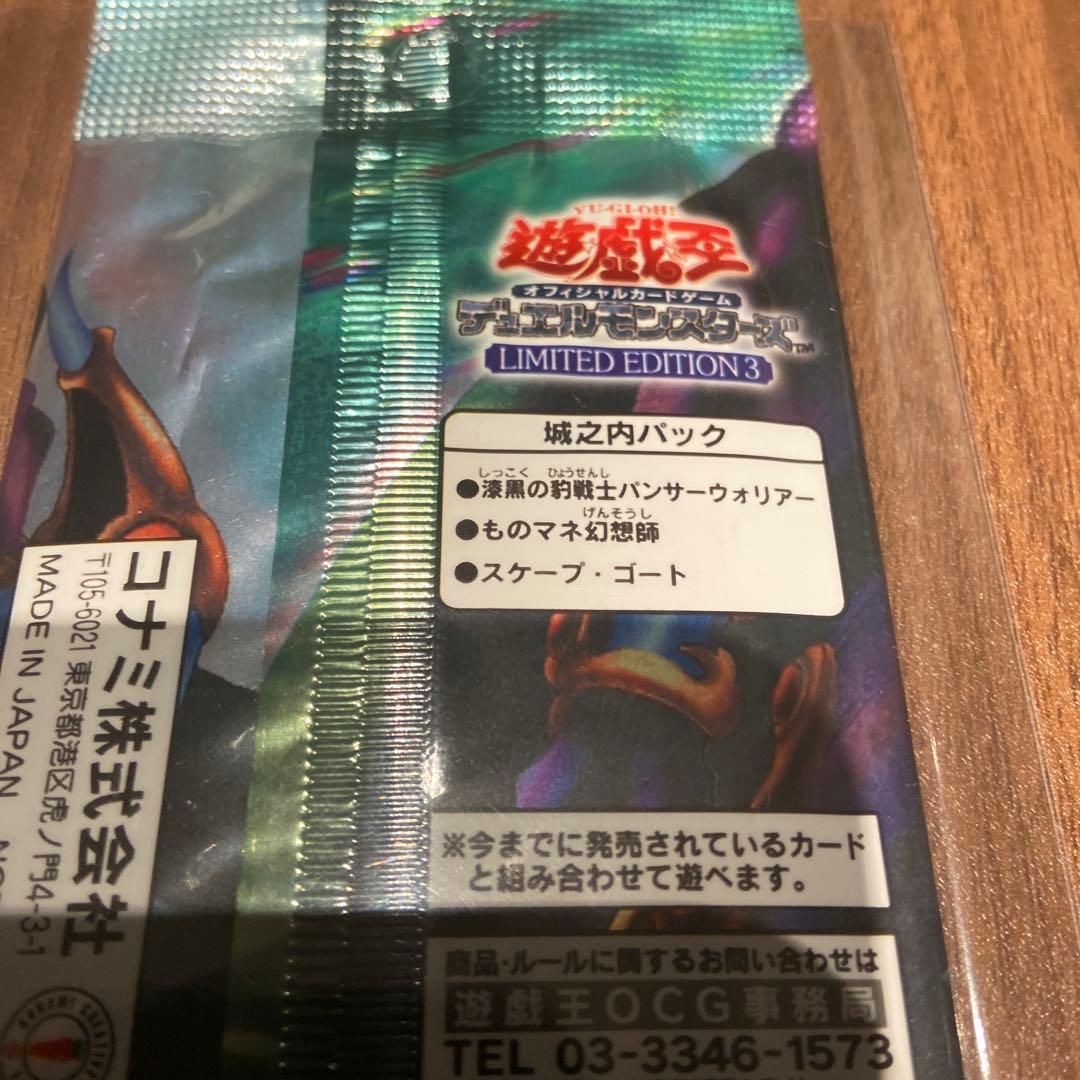 YU-GI-OH!
遊戯王
オフィシャルカードゲーム
デュエルモンスターズ™
LIMITED EDITION 3
城之内パック
しっこく ひょうせんし
●漆黒の豹戦士パンサーウォリアー
げんそうし
●ものマネ幻想師
●スケープ・ゴート
※今までに発売されているカード
と組み合わせて遊べます。
商品・ルールに関するお問い合わせは
遊戯王OCG事務局
TEL 03-3346-1573
コナミ株式会社
〒105-6021 東京都港区虎ノ門4-3-1
MADE IN JAPAN